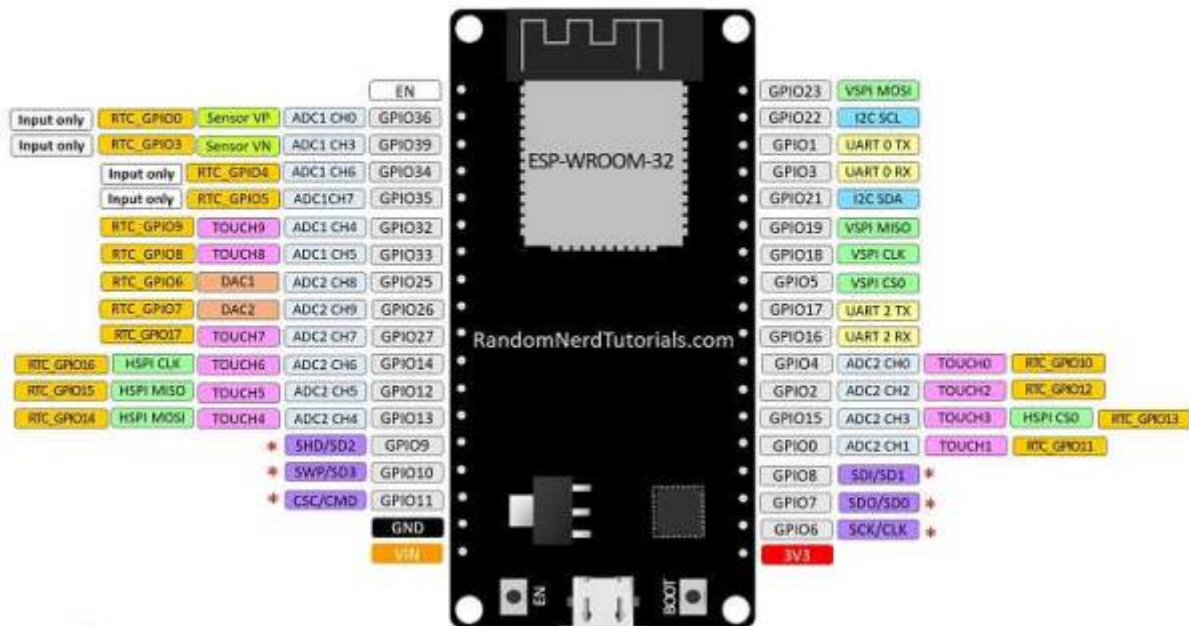 EN GPIO23 VSPI MOSI
Input only RTC_GPIO0 Sensor VP ADC1 CH0 GPIO36 GPIO22 I2C SCL
Input only RTC_GPIO3 Sensor VN ADC1 CH3 GPIO39 GPIO1 UART 0 TX
Input only RTC_GPIO4 ADC1 CH6 GPIO34 ESP-WROOM-32 GPIO3 UART 0 RX
Input only RTC_GPIO5 ADC1CH7 GPIO35 GPIO21 I2C SDA
RTC_GPIO9 TOUCH9 ADC1 CH4 GPIO32 GPIO19 VSPI MISO
RTC_GPIO8 TOUCH8 ADC1 CH5 GPIO33 GPIO18 VSPI CLK
RTC_GPIO6 DAC1 ADC2 CH8 GPIO25 GPIO5 VSPI CS0
RTC_GPIO7 DAC2 ADC2 CH9 GPIO26 GPIO17 UART 2 TX
RTC_GPIO17 TOUCH7 ADC2 CH7 GPIO27 RandomNerdTutorials.com GPIO16 UART 2 RX
RTC_GPIO16 HSPI CLK TOUCH6 ADC2 CH6 GPIO14 GPIO4 ADC2 CH0 TOUCH0 RTC_GPIO10
RTC_GPIO15 HSPI MISO TOUCH5 ADC2 CH5 GPIO12 GPIO2 ADC2 CH2 TOUCH2 RTC_GPIO12
RTC_GPIO14 HSPI MOSI TOUCH4 ADC2 CH4 GPIO13 GPIO15 ADC2 CH3 TOUCH3 HSPI CS0 RTC_GPIO13
* SHD/SD2 GPIO9 GPIO0 ADC2 CH1 TOUCH1 RTC_GPIO11
* SWP/SD3 GPIO10 GPIO8 SDI/SD1 *
* CSC/CMD GPIO11 GPIO7 SDO/SD0 *
GND GPIO6 SCK/CLK *
VIN 3V3
EN BOOT